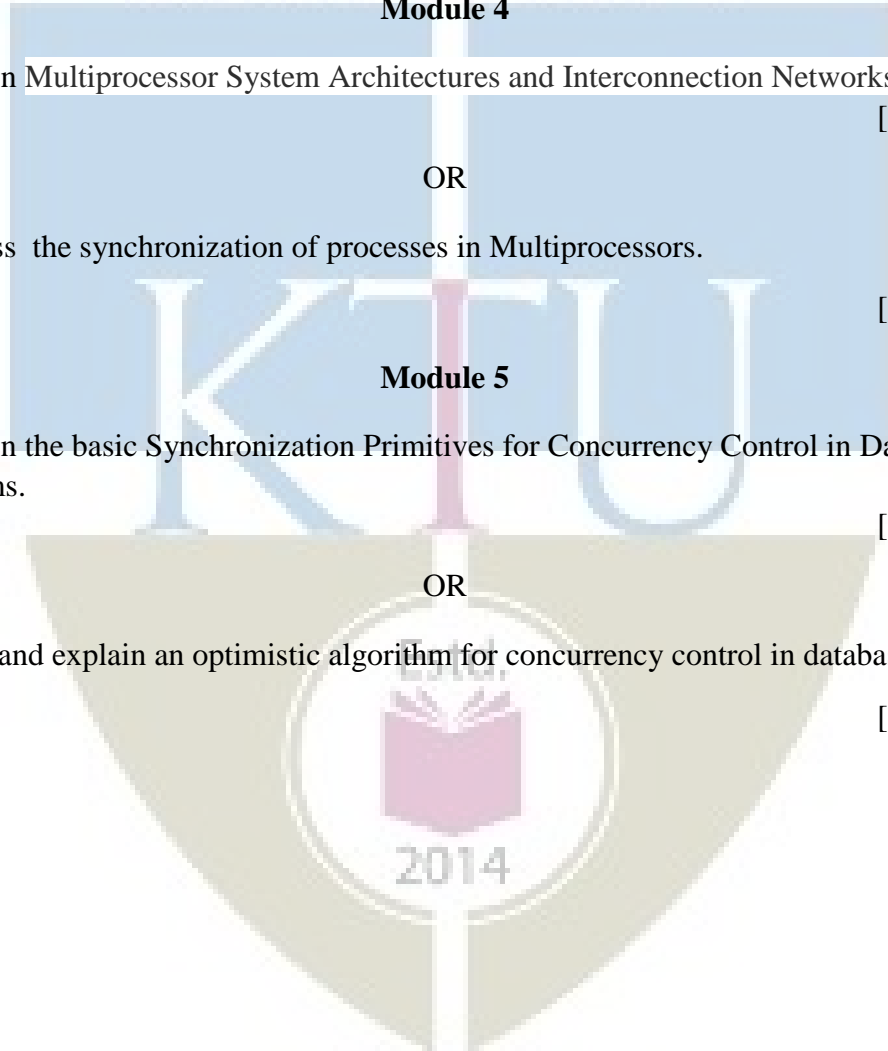 Module 4
n Multiprocessor System Architectures and Interconnection Networks
[
OR
ss the synchronization of processes in Multiprocessors.
[
Module 5
n the basic Synchronization Primitives for Concurrency Control in Da
ns.
[
OR
and explain an optimistic algorithm for concurrency control in databa
[
KTU
Estd.
2014